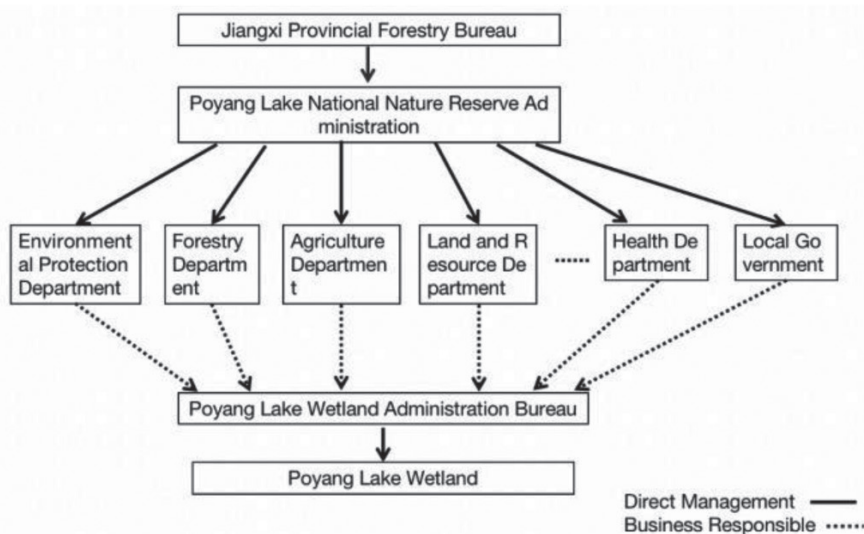 Jiangxi Provincial Forestry Bureau
Poyang Lake National Nature Reserve Ad
ministration
Environment
al Protection
Department
Forestry
Departm
ent
Agriculture
Departmen
t
Land and R
esource De
partment
......
Health De
partment
Local Go
vernment
Poyang Lake Wetland Administration Bureau
Poyang Lake Wetland
Direct Management
Business Responsible